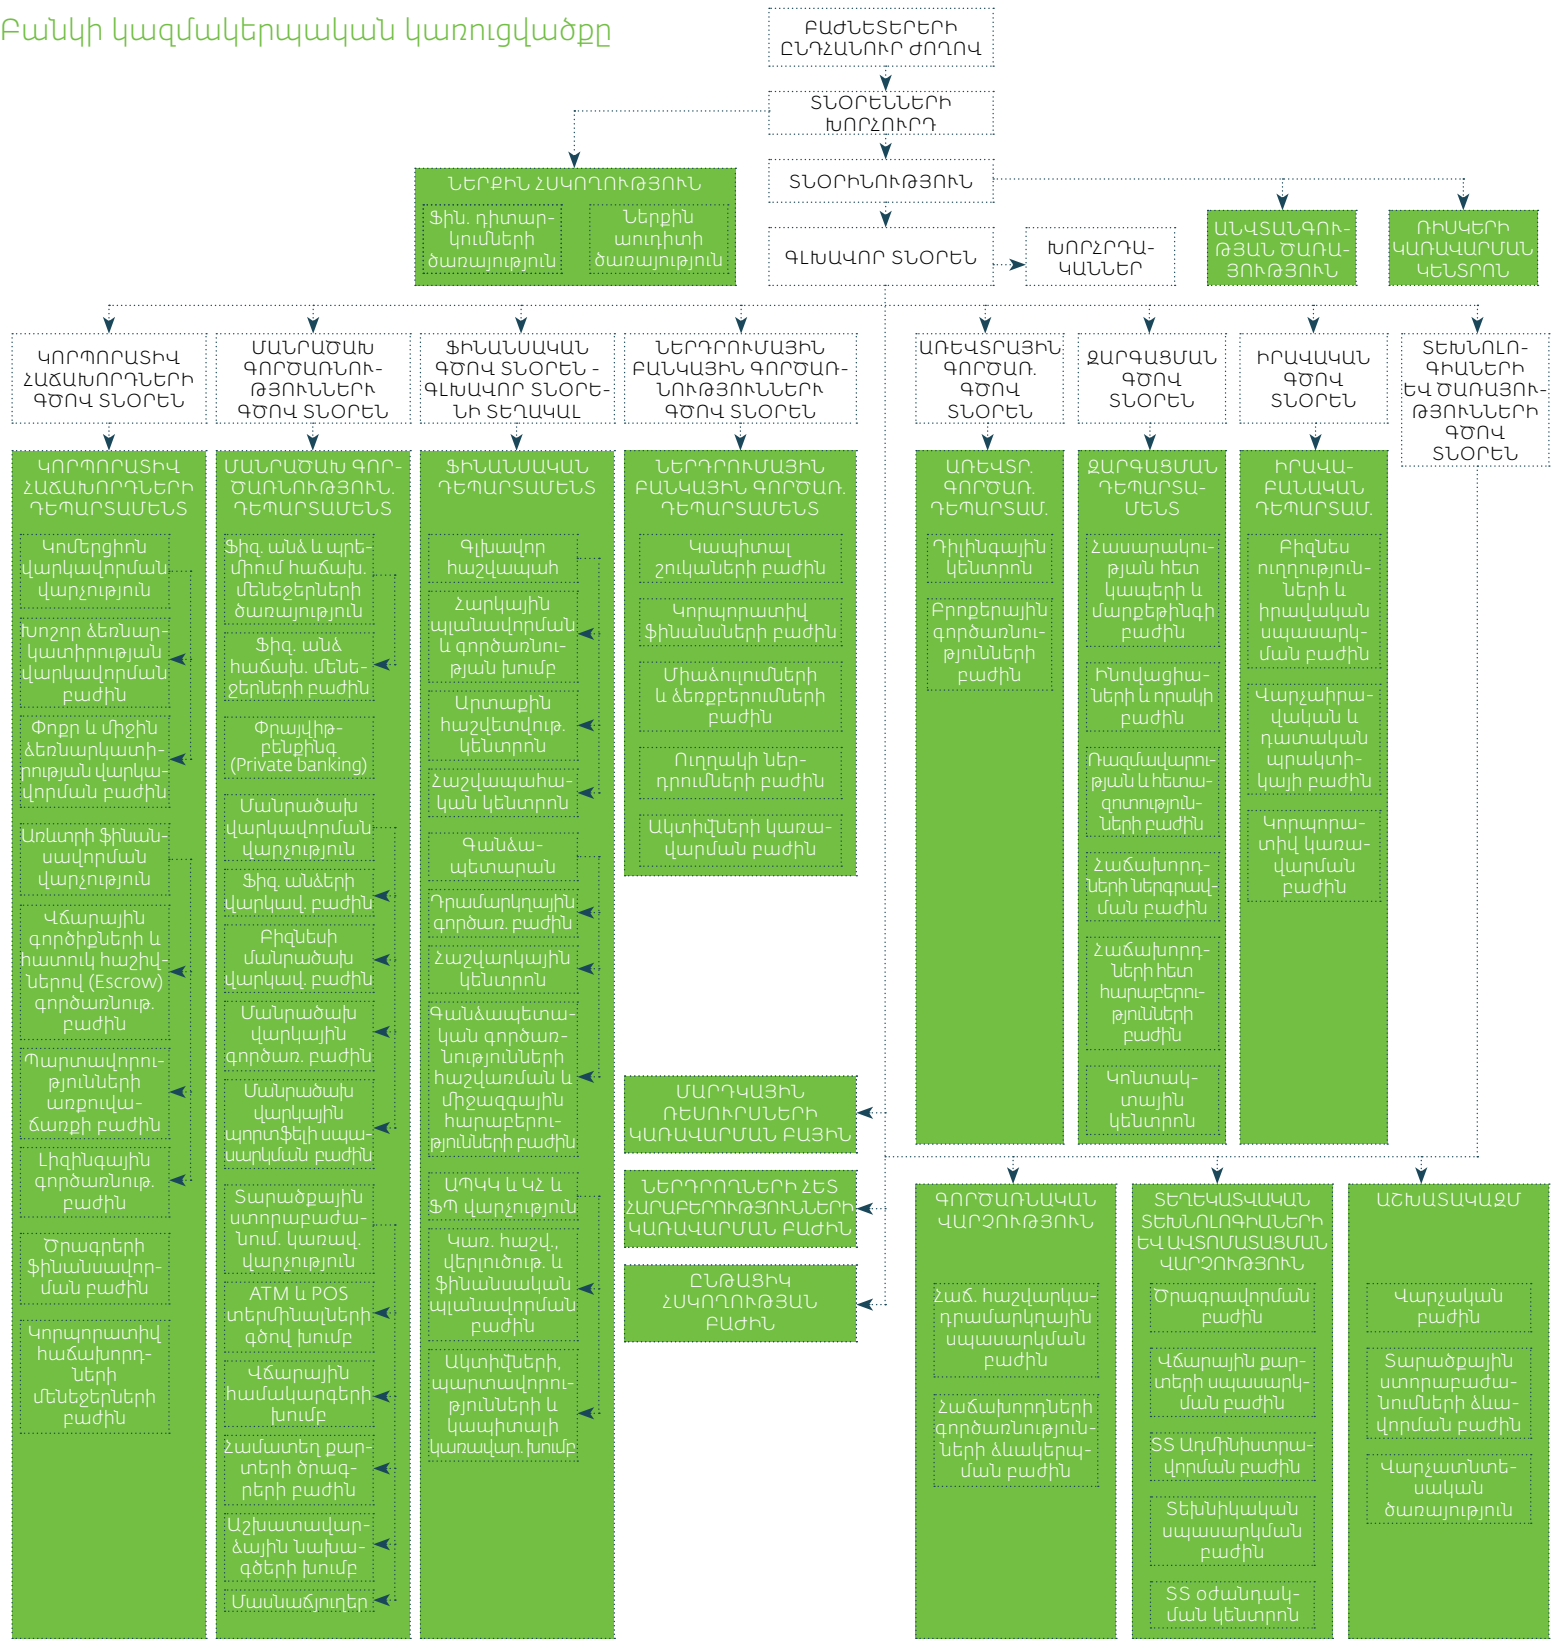 Բանկի կազմակերպական կառուցվածքը
ԲԱԺՆԵՏԵՐԵՐԻ
ԸՆԴՀԱՆՈՒՐ ԺՈՂՈՎ
ՏՆՕՐԵՆՆԵՐԻ
ԽՈՐՀՈՒՐԴ
ՆԵՐՔԻՆ ՀՍԿՈՂՈՒԹՅՈՒՆ
Ֆին. դիտար-
կումների
ծառայություն
Ներքին
աուդիտի
ծառայություն
ՏՆՕՐԻՆՈՒԹՅՈՒՆ
ԳԼԽԱՎՈՐ ՏՆՕՐԵՆ
ԽՈՐՀՐԴԱ-
ԿԱՆՆԵՐ
ԱՆՎՏԱՆԳՈՒ-
ԹՅԱՆ ԾԱՌԱ-
ՅՈՒԹՅՈՒՆ
ՌԻՍԿԵՐԻ
ԿԱՌԱՎԱՐՄԱՆ
ԿԵՆՏՐՈՆ
ԿՈՐՊՈՐԱՏԻՎ
ՀԱՃԱԽՈՐԴՆԵՐԻ
ԳԾՈՎ ՏՆՕՐԵՆ
ՄԱՆՐԱԾԱԽ
ԳՈՐԾԱՌՆՈՒ-
ԹՅՈՒՆՆԵՐԻ
ԳԾՈՎ ՏՆՕՐԵՆ
ՖԻՆԱՆՍԱԿԱՆ
ԳԾՈՎ ՏՆՕՐԵՆ -
ԳԼԽԱՎՈՐ ՏՆՕՐԵ-
ՆԻ ՏԵՂԱԿԱԼ
ՆԵՐԴՐՈՒՄԱՅԻՆ
ԲԱՆԿԱՅԻՆ ԳՈՐԾԱՌ-
ՆՈՒԹՅՈՒՆՆԵՐԻ
ԳԾՈՎ ՏՆՕՐԵՆ
ԱՌԵՎՏՐԱՅԻՆ
ԳՈՐԾԱՌ.
ԳԾՈՎ
ՏՆՕՐԵՆ
ԶԱՐԳԱՑՄԱՆ
ԳԾՈՎ
ՏՆՕՐԵՆ
ԻՐԱՎԱԿԱՆ
ԳԾՈՎ
ՏՆՕՐԵՆ
ՏԵԽՆՈԼՈ-
ԳԻԱՆԵՐԻ
ԵՎ ԾԱՌԱՅՈՒ-
ԹՅՈՒՆՆԵՐԻ
ԳԾՈՎ
ՏՆՕՐԵՆ
ԿՈՐՊՈՐԱՏԻՎ
ՀԱՃԱԽՈՐԴՆԵՐԻ
ԴԵՊԱՐՏԱՄԵՆՏ
Կոմերցիոն
վարկավորման
վարչություն
Խոշոր ձեռնար-
կատիրության
վարկավորման
բաժին
Փոքր և միջին
ձեռնարկատի-
րության վարկա-
վորման բաժին
Առևտրի ֆինան-
սավորման
վարչություն
Վճարային
գործիքների և
հատուկ հաշիվ-
ներով (Escrow)
գործառնութ.
բաժին
Պարտավորու-
թյունների
առքուվա-
ճառքի բաժին
Լիզինգային
գործառնութ.
բաժին
Ծրագրերի
ֆինանսավոր-
ման բաժին
Կորպորատիվ
հաճախորդ-
ների
մենեջերների
բաժին
ՄԱՆՐԱԾԱԽ ԳՈՐ-
ԾԱՌՆՈՒԹՅՈՒՆ.
ԴԵՊԱՐՏԱՄԵՆՏ
Ֆիզ. անձ և պրե-
միում հաճախ.
մենեջերների
ծառայություն
Ֆիզ. անձ
հաճախ. մենե-
ջերների բաժին
Փրայվիթ-
բենքինգ
(Private banking)
Մանրածախ
վարկավորման
վարչություն
Ֆիզ. անձերի
վարկավ. բաժին
Բիզնեսի
մանրածախ
վարկավ. բաժին
Մանրածախ
վարկային
գործառ. բաժին
Մանրածախ
վարկային
պորտֆելի սպա-
սարկման բաժին
Տարածքային
ստորաբաժա-
նում. կառավ.
վարչություն
ATM և POS
տերմինալների
գծով խումբ
Վճարային
համակարգերի
խումբ
Համատեղ քար-
տերի ծրագ-
րերի բաժին
Աշխատավար-
ձային նախա-
գծերի խումբ
Մասնաճյուղեր
ՖԻՆԱՆՍԱԿԱՆ
ԴԵՊԱՐՏԱՄԵՆՏ
Գլխավոր
հաշվապահ
Հարկային
պլանավորման
և գործառնու-
թյան խումբ
Արտաքին
հաշվետվութ.
կենտրոն
Հաշվապահա-
կան կենտրոն
Գանձա-
պետարան
Դրամարկղային
գործառ. բաժին
Հաշվարկային
կենտրոն
Գանձապետա-
կան գործառ-
նությունների
հաշվառման և
միջազգային
հարաբերու-
թյունների բաժին
ԱՊԿԿ և ԿՀ և
ՖՊ վարչություն
Կառ. հաշվ.,
վերլուծութ. և
ֆինանսական
պլանավորման
բաժին
Ակտիվների,
պարտավորու-
թյունների և
կապիտալի
կառավար. խումբ
ՆԵՐԴՐՈՒՄԱՅԻՆ
ԲԱՆԿԱՅԻՆ ԳՈՐԾԱՌ.
ԴԵՊԱՐՏԱՄԵՆՏ
Կապիտալ
շուկաների բաժին
Կորպորատիվ
ֆինանսների բաժին
Միաձուլումների
և ձեռքբերումների
բաժին
Ուղղակի ներ-
դրումների բաժին
Ակտիվների կառա-
վարման բաժին
ՄԱՐԴԿԱՅԻՆ
ՌԵՍՈՒՐՍՆԵՐԻ
ԿԱՌԱՎԱՐՄԱՆ ԲԱՅԻՆ
ՆԵՐԴՐՈՂՆԵՐԻ ՀԵՏ
ՀԱՐԱԲԵՐՈՒԹՅՈՒՆՆԵՐԻ
ԿԱՌԱՎԱՐՄԱՆ ԲԱԺԻՆ
ԸՆԹԱՑԻԿ
ՀՍԿՈՂՈՒԹՅԱՆ
ԲԱԺԻՆ
ԱՌԵՎՏՐ.
ԳՈՐԾԱՌ.
ԴԵՊԱՐՏԱՄ.
Դիլինգային
կենտրոն
Բրոքերային
գործառնու-
թյունների
բաժին
ԶԱՐԳԱՑՄԱՆ
ԴԵՊԱՐՏԱ-
ՄԵՆՏ
Հասարակու-
թյան հետ
կապերի և
մարքեթինգի
բաժին
Ինովացիա-
ների և որակի
բաժին
Ռազմավարու-
թյան և հետա-
զոտություն-
ների բաժին
Հաճախորդ-
ների ներգրավ-
ման բաժին
Հաճախորդ-
ների հետ
հարաբերու-
թյունների
բաժին
Կոնտակ-
տային
կենտրոն
ԻՐԱՎԱ-
ԲԱՆԱԿԱՆ
ԴԵՊԱՐՏԱՄ.
Բիզնես
ուղղություն-
ների և
իրավական
սպասարկ-
ման բաժին
Վարչաիրա-
վական և
դատական
պրակտի-
կայի բաժին
Կորպորա-
տիվ կառա-
վարման
բաժին
ԳՈՐԾԱՌՆԱԿԱՆ
ՎԱՐՉՈՒԹՅՈՒՆ
Հաճ. հաշվարկա-
դրամարկղային
սպասարկման
բաժին
Հաճախորդների
գործառնություն-
ների ձևակերպ-
ման բաժին
ՏԵՂԵԿԱՏՎԱԿԱՆ
ՏԵԽՆՈԼՈԳԻԱՆԵՐԻ
ԵՎ ԱՎՏՈՄԱՏԱՑՄԱՆ
ՎԱՐՉՈՒԹՅՈՒՆ
Ծրագրավորման
բաժին
Վճարային քար-
տերի սպասարկ-
ման բաժին
ՏՏ Ադմինիստրա-
վորման բաժին
Տեխնիկական
սպասարկման
բաժին
ՏՏ օժանդակ-
ման կենտրոն
ԱՇԽԱՏԱԿԱԶՄ
Վարչական
բաժին
Տարածքային
ստորաբաժա-
նումների ձևա-
վորման բաժին
Վարչատնտե-
սական
ծառայություն